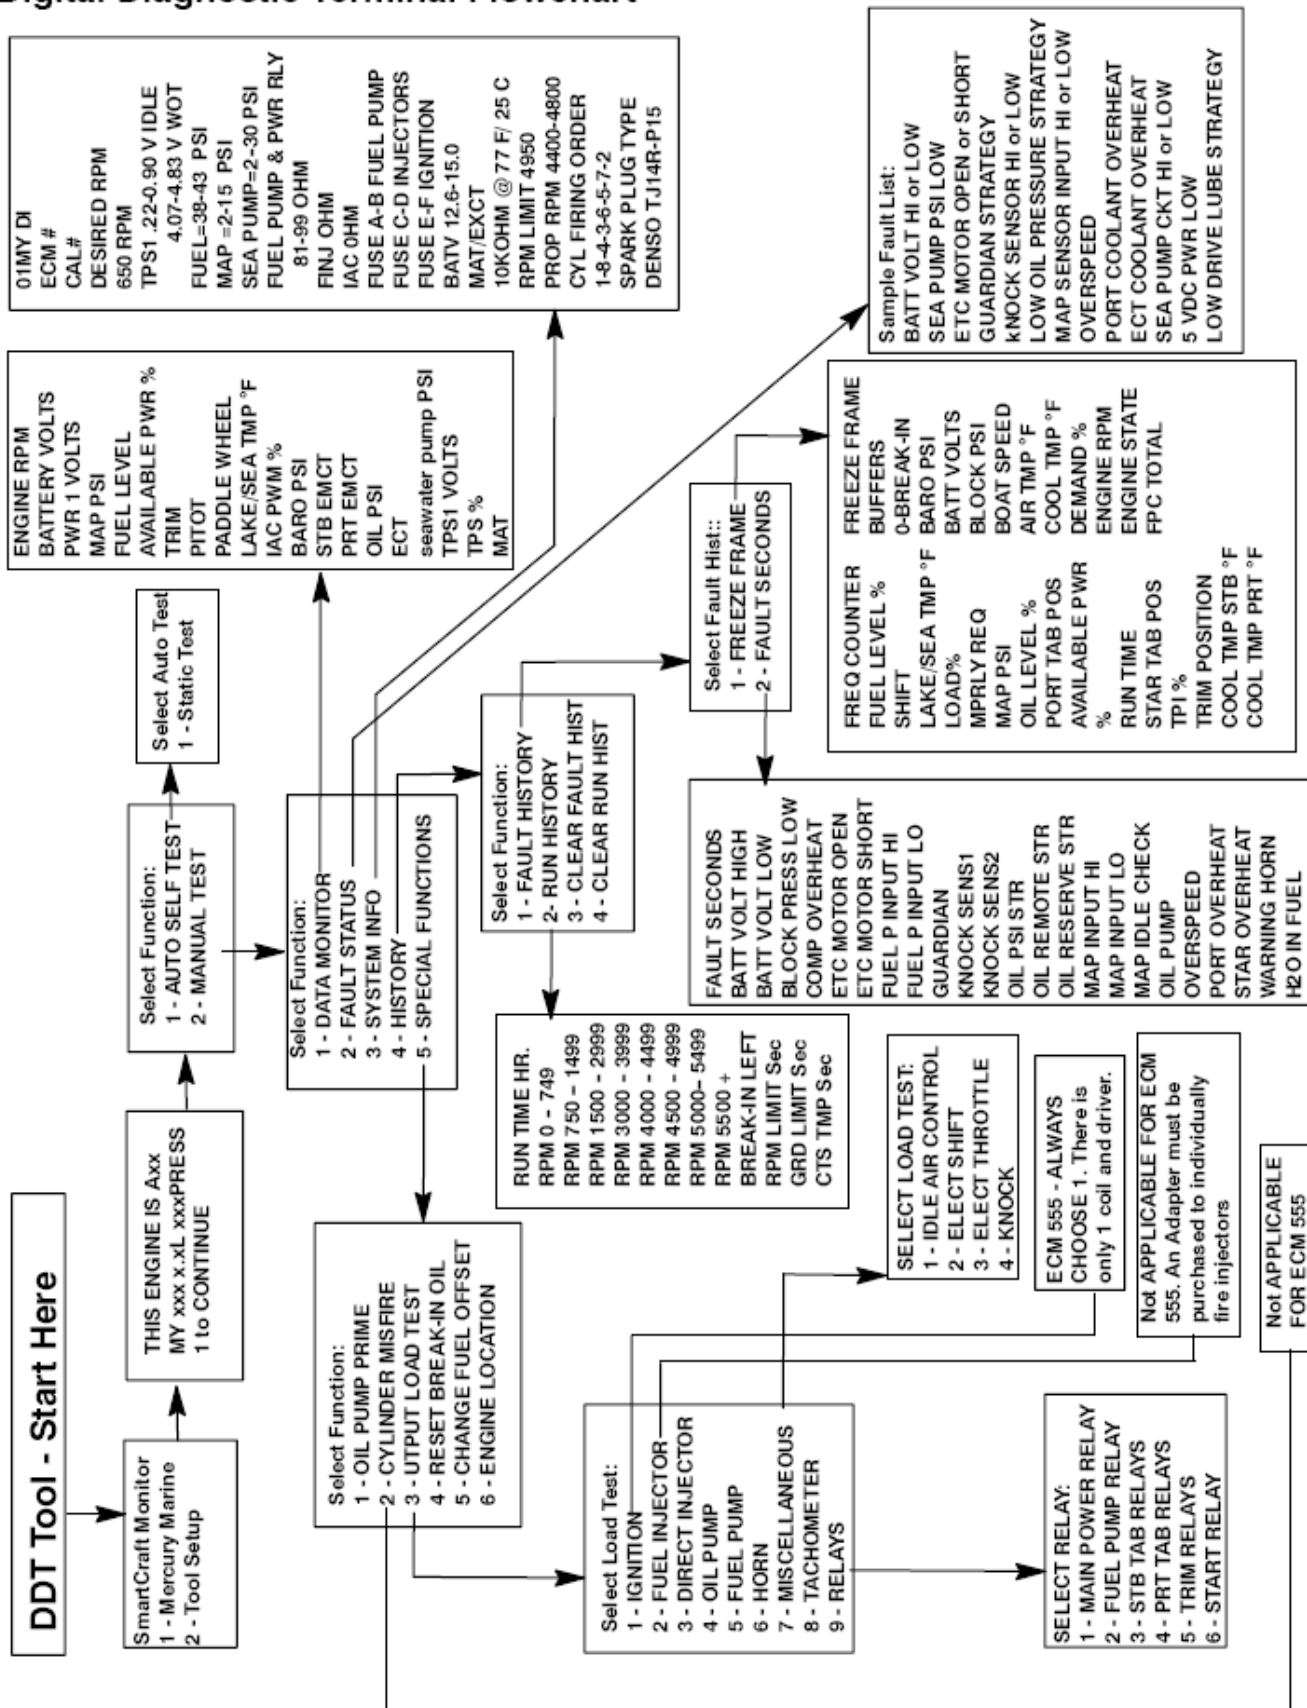 Digital Diagnostic Terminal Flowchart
DDT Tool - Start Here
SmartCraft Monitor
1 - Mercury Marine
2 - Tool Setup
THIS ENGINE IS Axx
MY xxx x.xL xxxPRESS
1 to CONTINUE
Select Function:
1 - AUTO SELF TEST
2 - MANUAL TEST
Select Auto Test
1 - Static Test
Select Function:
1 - DATA MONITOR
2 - FAULT STATUS
3 - SYSTEM INFO
4 - HISTORY
5 - SPECIAL FUNCTIONS
ENGINE RPM
BATTERY VOLTS
PWR 1 VOLTS
MAP PSI
FUEL LEVEL
AVAILABLE PWR %
TRIM
PITOT
PADDLE WHEEL
LAKE/SEA TMP °F
IAC PWM %
BARO PSI
STB EMCT
PRT EMCT
OIL PSI
ECT
seawater pump PSI
TPS1 VOLTS
TPS %
MAT
01MY DI
ECM #
CAL#
DESIRED RPM
650 RPM
TPS1 .22-0.90 V IDLE
4.07-4.83 V WOT
FUEL=38-43 PSI
MAP =2-15 PSI
SEA PUMP=2-30 PSI
FUEL PUMP & PWR RLY
81-99 OHM
FINJ OHM
IAC 0HM
FUSE A-B FUEL PUMP
FUSE C-D INJECTORS
FUSE E-F IGNITION
BATV 12.6-15.0
MAT/EXCT
10KOHM @ 77 F/ 25 C
RPM LIMIT 4950
PROP RPM 4400-4800
CYL FIRING ORDER
1-8-4-3-6-5-7-2
SPARK PLUG TYPE
DENSO TJ14R-P15
Select Function:
1 - OIL PUMP PRIME
2 - CYLINDER MISFIRE
3 - UTPUT LOAD TEST
4 - RESET BREAK-IN OIL
5 - CHANGE FUEL OFFSET
6 - ENGINE LOCATION
Select Function:
1 - FAULT HISTORY
2- RUN HISTORY
3 - CLEAR FAULT HIST
4 - CLEAR RUN HIST
RUN TIME HR.
RPM 0 – 749
RPM 750 – 1499
RPM 1500 - 2999
RPM 3000 - 3999
RPM 4000 - 4499
RPM 4500 - 4999
RPM 5000– 5499
RPM 5500 +
BREAK-IN LEFT
RPM LIMIT Sec
GRD LIMIT Sec
CTS TMP Sec
Select Fault Hist::
1 - FREEZE FRAME
2 - FAULT SECONDS
Sample Fault List:
BATT VOLT HI or LOW
SEA PUMP PSI LOW
ETC MOTOR OPEN or SHORT
GUARDIAN STRATEGY
kNOCK SENSOR HI or LOW
LOW OIL PRESSURE STRATEGY
MAP SENSOR INPUT HI or LOW
OVERSPEED
PORT COOLANT OVERHEAT
ECT COOLANT OVERHEAT
SEA PUMP CKT HI or LOW
5 VDC PWR LOW
LOW DRIVE LUBE STRATEGY
FAULT SECONDS
BATT VOLT HIGH
BATT VOLT LOW
BLOCK PRESS LOW
COMP OVERHEAT
ETC MOTOR OPEN
ETC MOTOR SHORT
FUEL P INPUT HI
FUEL P INPUT LO
GUARDIAN
KNOCK SENS1
KNOCK SENS2
OIL PSI STR
OIL REMOTE STR
OIL RESERVE STR
MAP INPUT HI
MAP INPUT LO
MAP IDLE CHECK
OIL PUMP
OVERSPEED
PORT OVERHEAT
STAR OVERHEAT
WARNING HORN
H2O IN FUEL
FREQ COUNTER
FUEL LEVEL %
SHIFT
LAKE/SEA TMP °F
LOAD%
MPRLY REQ
MAP PSI
OIL LEVEL %
PORT TAB POS
AVAILABLE PWR
%
RUN TIME
STAR TAB POS
TPI %
TRIM POSITION
COOL TMP STB °F
COOL TMP PRT °F
FREEZE FRAME
BUFFERS
0-BREAK-IN
BARO PSI
BATT VOLTS
BLOCK PSI
BOAT SPEED
AIR TMP °F
COOL TMP °F
DEMAND %
ENGINE RPM
ENGINE STATE
FPC TOTAL
Select Load Test:
1 - IGNITION
2 - FUEL INJECTOR
3 - DIRECT INJECTOR
4 - OIL PUMP
5 - FUEL PUMP
6 - HORN
7 - MISCELLANEOUS
8 - TACHOMETER
9 - RELAYS
SELECT LOAD TEST:
1 - IDLE AIR CONTROL
2 - ELECT SHIFT
3 - ELECT THROTTLE
4 - KNOCK
ECM 555 - ALWAYS
CHOOSE 1. There is
only 1 coil and driver.
Not APPLICABLE FOR ECM
555. An Adapter must be
purchased to individually
fire injectors
Not APPLICABLE
FOR ECM 555
SELECT RELAY:
1 - MAIN POWER RELAY
2 - FUEL PUMP RELAY
3 - STB TAB RELAYS
4 - PRT TAB RELAYS
5 - TRIM RELAYS
6 - START RELAY